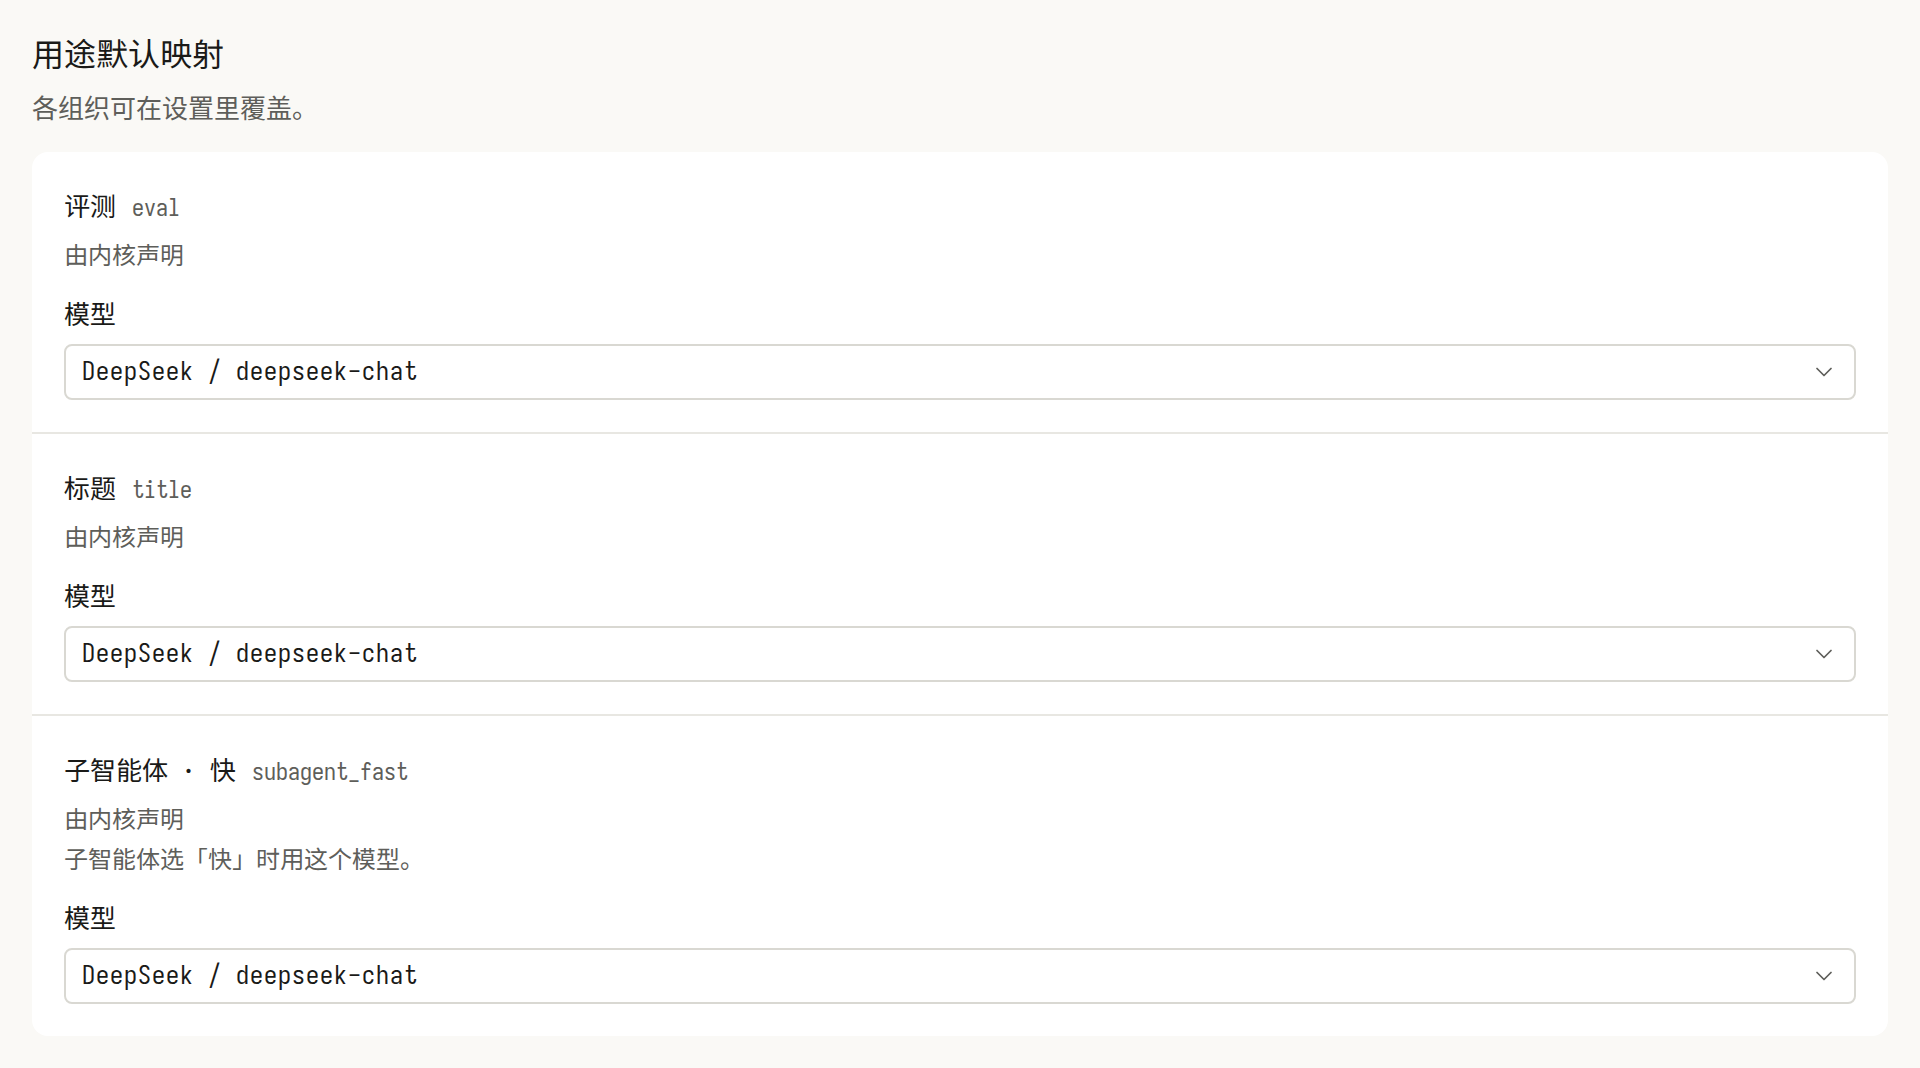 用途默认映射
各组织可在设置里覆盖。
评测 eval
由内核声明
模型
DeepSeek / deepseek-chat
标题 title
由内核声明
模型
DeepSeek / deepseek-chat
子智能体 · 快 subagent_fast
由内核声明
子智能体选「快」时用这个模型。
模型
DeepSeek / deepseek-chat